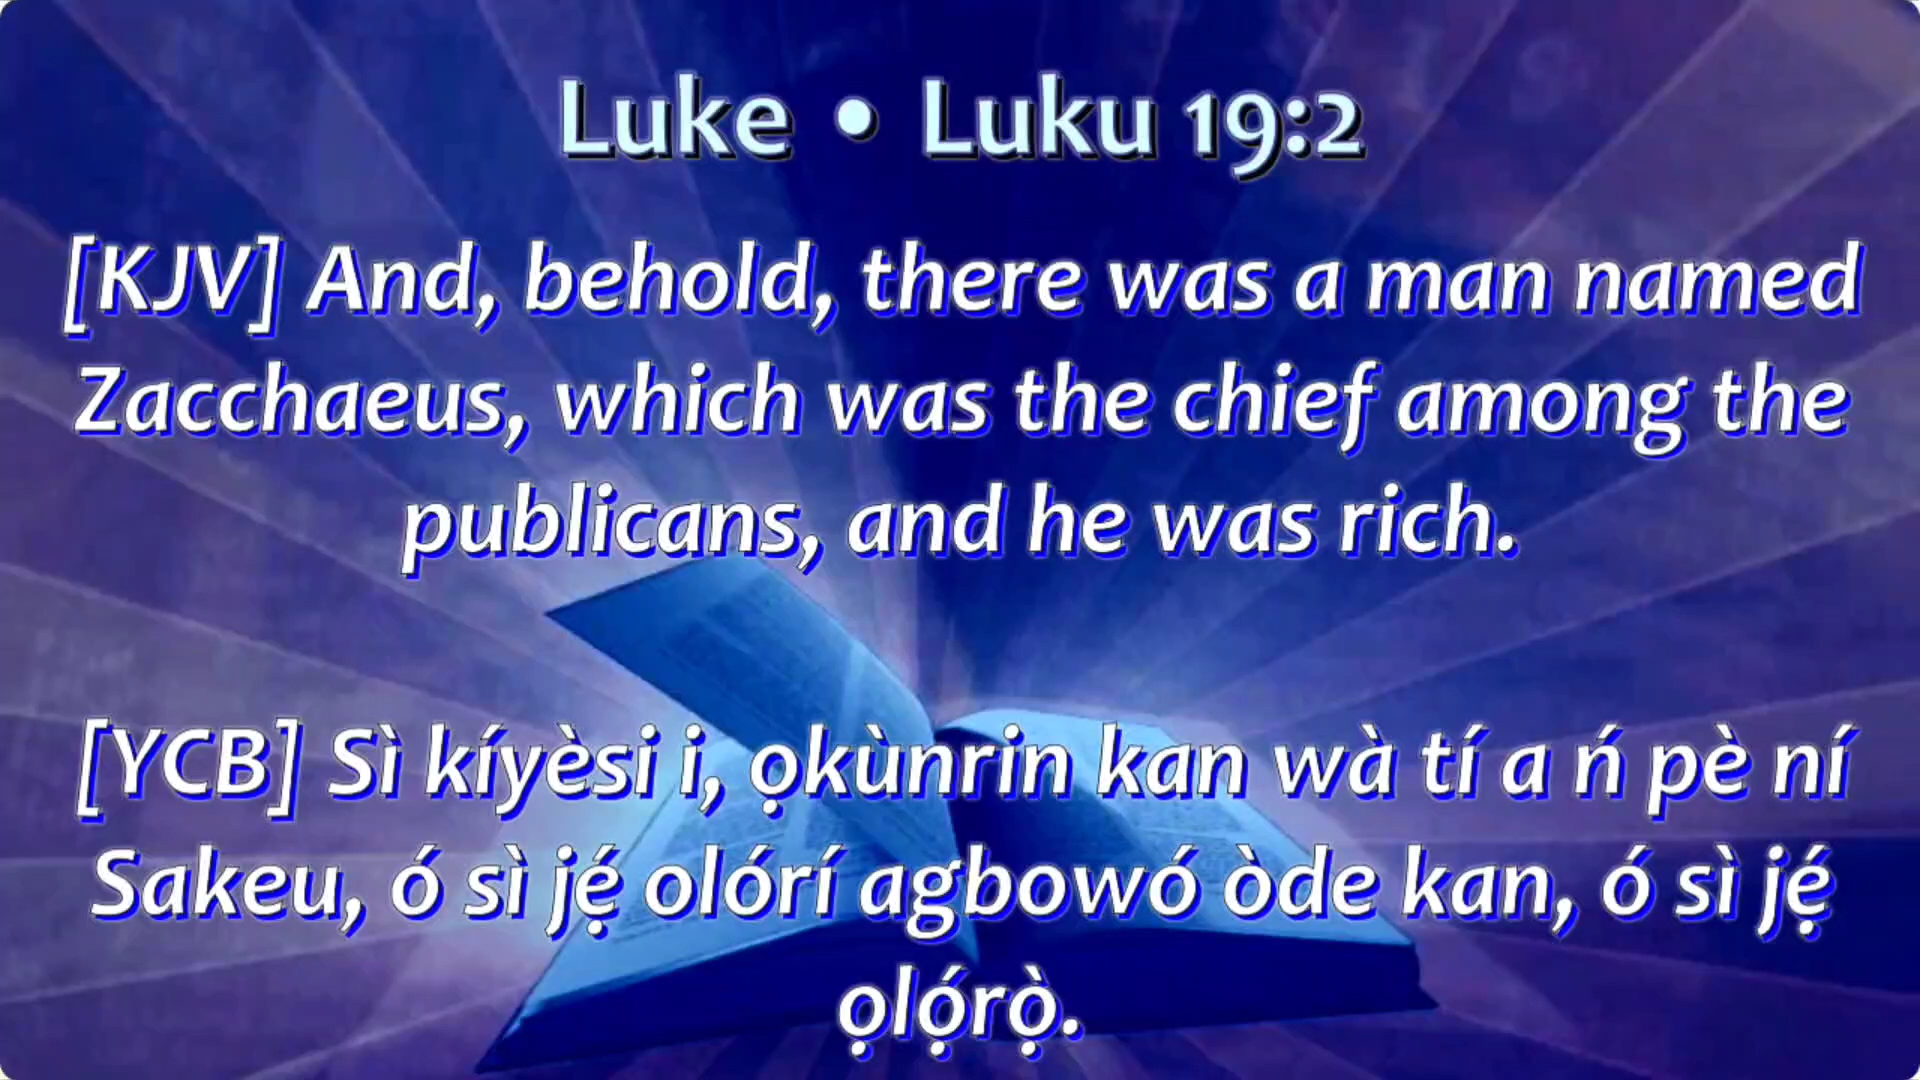 Luke • Luku 19:2
[KJV] And, behold, there was a man named
Zacchaeus, which was the chief among the
publicans, and he was rich.
[YCB] Sì kíyèsi i, ọkùnrin kan wà tí a ń pè ní
Sakeu, ó sì jẹ́ olórí agbowó òde kan, ó sì jẹ́
ọlọ́rọ̀.